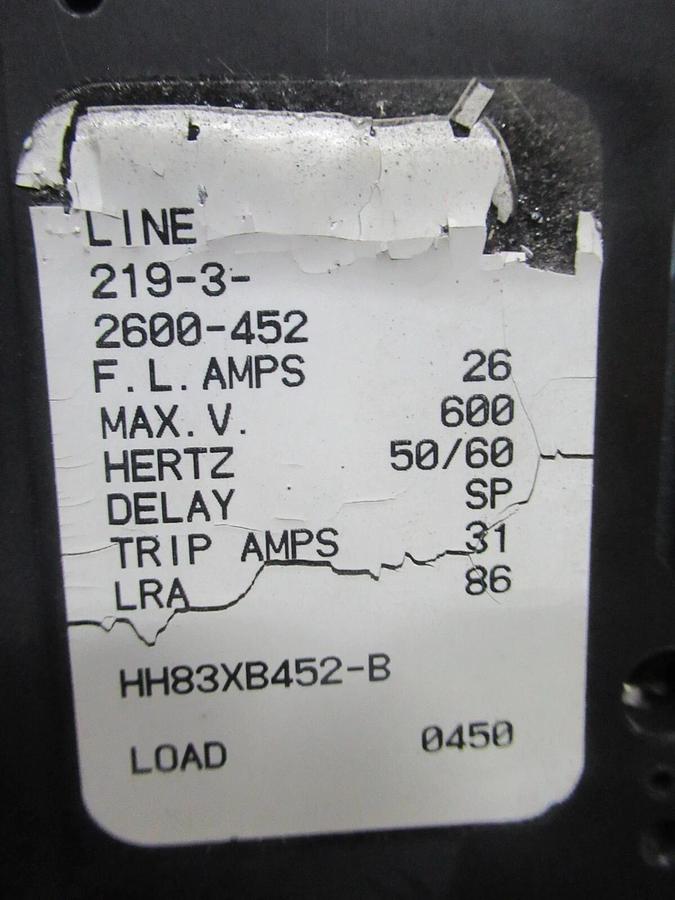 LINE
219-3-
2600-452
F.L.AMPS 26
MAX.V. 600
HERTZ 50/60
DELAY SP
TRIP AMPS 31
LRA 86
HH83XB452-B
LOAD 0450